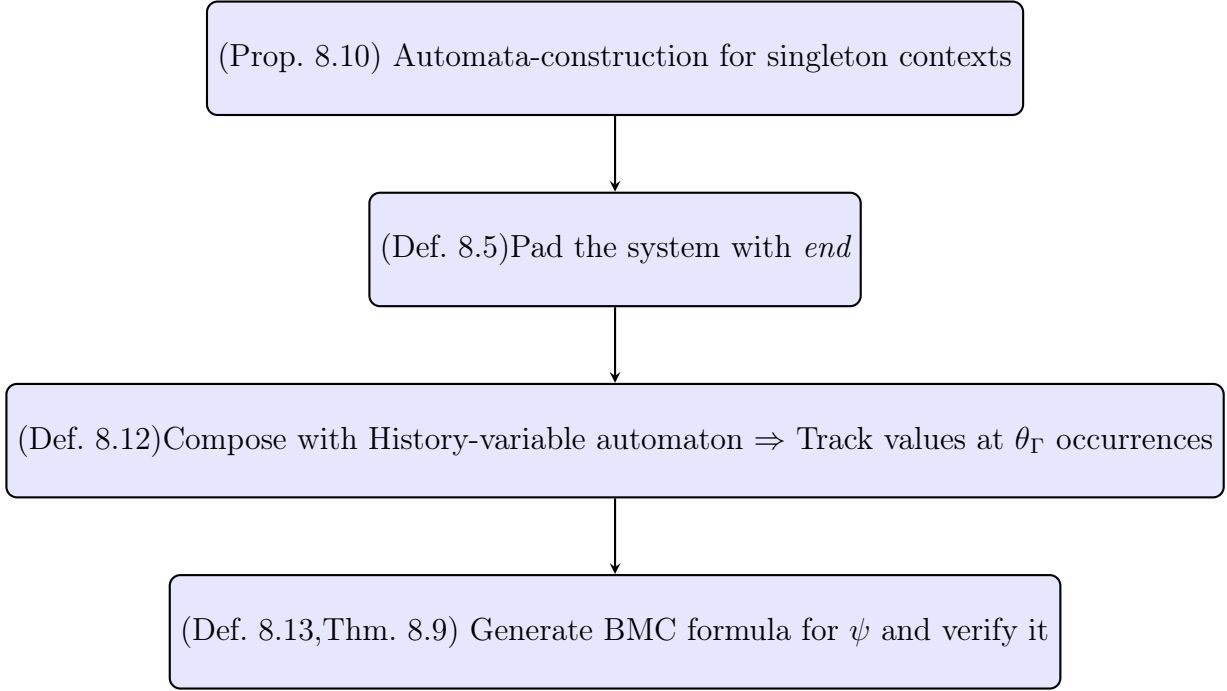 (Prop. 8.10) Automata-construction for singleton contexts
(Def. 8.5)Pad the system with end
(Def. 8.12)Compose with History-variable automaton ⇒ Track values at θ_Γ occurrences
(Def. 8.13,Thm. 8.9) Generate BMC formula for ψ and verify it